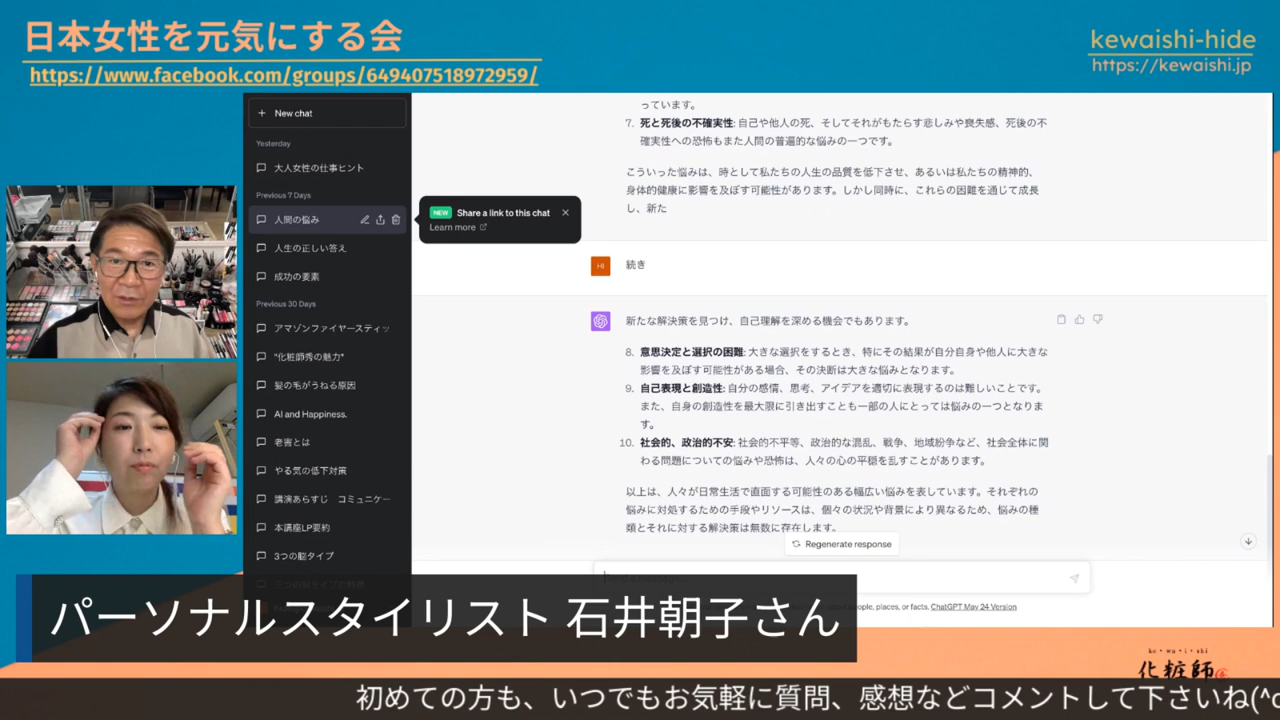 日本女性を元気にする会
https://www.facebook.com/groups/649407518972959/
kewaishi-hide
https://kewaishi.jp
+ New chat
Yesterday
大人女性の仕事ヒント
Previous 7 Days
人間の悩み
人生の正しい答え
成功の要素
Previous 30 Days
アマゾンファイヤースティッ
"化粧師秀の魅力"
髪の毛がうねる原因
AI and Happiness.
老害とは
やる気の低下対策
講演あらすじ　コミュニケー
本講座LP要約
3つの脳タイプ
NEW Share a link to this chat
Learn more
っています。
7. 死と死後の不確実性: 自己や他人の死、そしてそれがもたらす悲しみや喪失感、死後の不
確実性への恐怖もまた人間の普遍的な悩みの一つです。
こういった悩みは、時として私たちの人生の品質を低下させ、あるいは私たちの精神的、
身体的健康に影響を及ぼす可能性があります。しかし同時に、これらの困難を通じて成長
し、新た
HI
続き
新たな解決策を見つけ、自己理解を深める機会でもあります。
8. 意思決定と選択の困難: 大きな選択をするとき、特にその結果が自分自身や他人に大きな
影響を及ぼす可能性がある場合、その決断は大きな悩みとなります。
9. 自己表現と創造性: 自分の感情、思考、アイデアを適切に表現するのは難しいことです。
また、自身の創造性を最大限に引き出すことも一部の人にとっては悩みの一つとなりま
す。
10. 社会的、政治的不安: 社会的不平等、政治的な混乱、戦争、地域紛争など、社会全体に関
わる問題についての悩みや恐怖は、人々の心の平穏を乱すことがあります。
以上は、人々が日常生活で直面する可能性のある幅広い悩みを表しています。それぞれの
悩みに対処するための手段やリソースは、個々の状況や背景により異なるため、悩みの種
類とそれに対する解決策は無数に存在します。
Regenerate response
people, places, or facts. ChatGPT May 24 Version
パーソナルスタイリスト 石井朝子さん
ke・wa・i・shi
化粧師
初めての方も、いつでもお気軽に質問、感想などコメントして下さいね(^